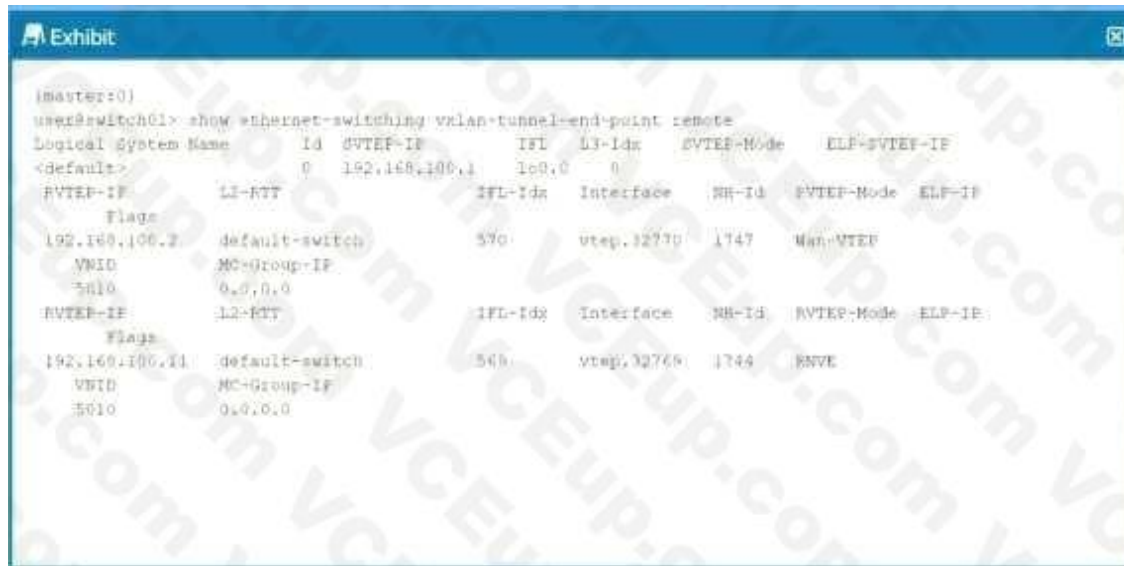 Exhibit
{master:0}
user@switch01> show ethernet-switching vxlan-tunnel-end-point remote
Logical System Name Id SVTEP-IP IFL L3-Idx SVTEP-Mode ELP-SVTEP-IP
<default> 0 192.168.100.1 lo0.0 0
RVTEP-IP L2-RTT IFL-Idx Interface NH-Id RVTEP-Mode ELP-IP
Flags
192.168.100.2 default-switch 570 vtep.32770 1747 Wan-VTEP
VNID MC-Group-IP
5010 0.0.0.0
RVTEP-IP L2-RTT IFL-Idx Interface NH-Id RVTEP-Mode ELP-IP
Flags
192.168.100.11 default-switch vtep.32769 1744 RNVE
VNID MC-Group-IP
5010 0.0.0.0